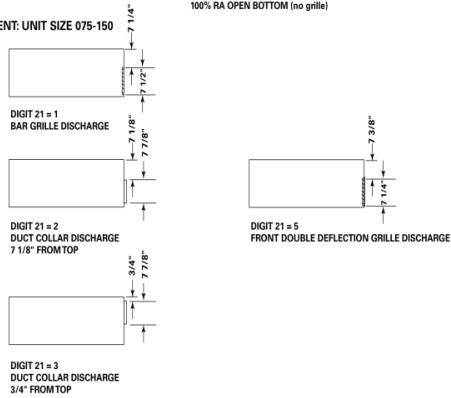 100% RA OPEN BOTTOM (no grille)
ENT: UNIT SIZE 075-150
7 1/4"
7 1/2"
DIGIT 21 = 1
BAR GRILLE DISCHARGE
7 1/8"
7 7/8"
DIGIT 21 = 2
DUCT COLLAR DISCHARGE
7 1/8" FROM TOP
7 3/8"
7 1/4"
DIGIT 21 = 5
FRONT DOUBLE DEFLECTION GRILLE DISCHARGE
3/4"
7 7/8"
DIGIT 21 = 3
DUCT COLLAR DISCHARGE
3/4" FROM TOP